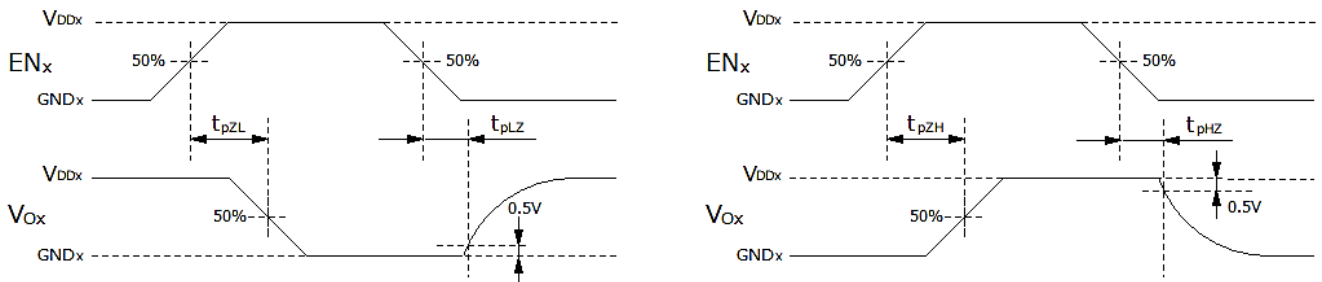 VDDx
50%
50%
ENx
GNDx
tpZL
tpLZ
VDDx
VOx
50%
0.5V
GNDx
VDDx
50%
50%
ENx
GNDx
tpZH
tpHZ
VDDx
VOx
50%
0.5V
GNDx